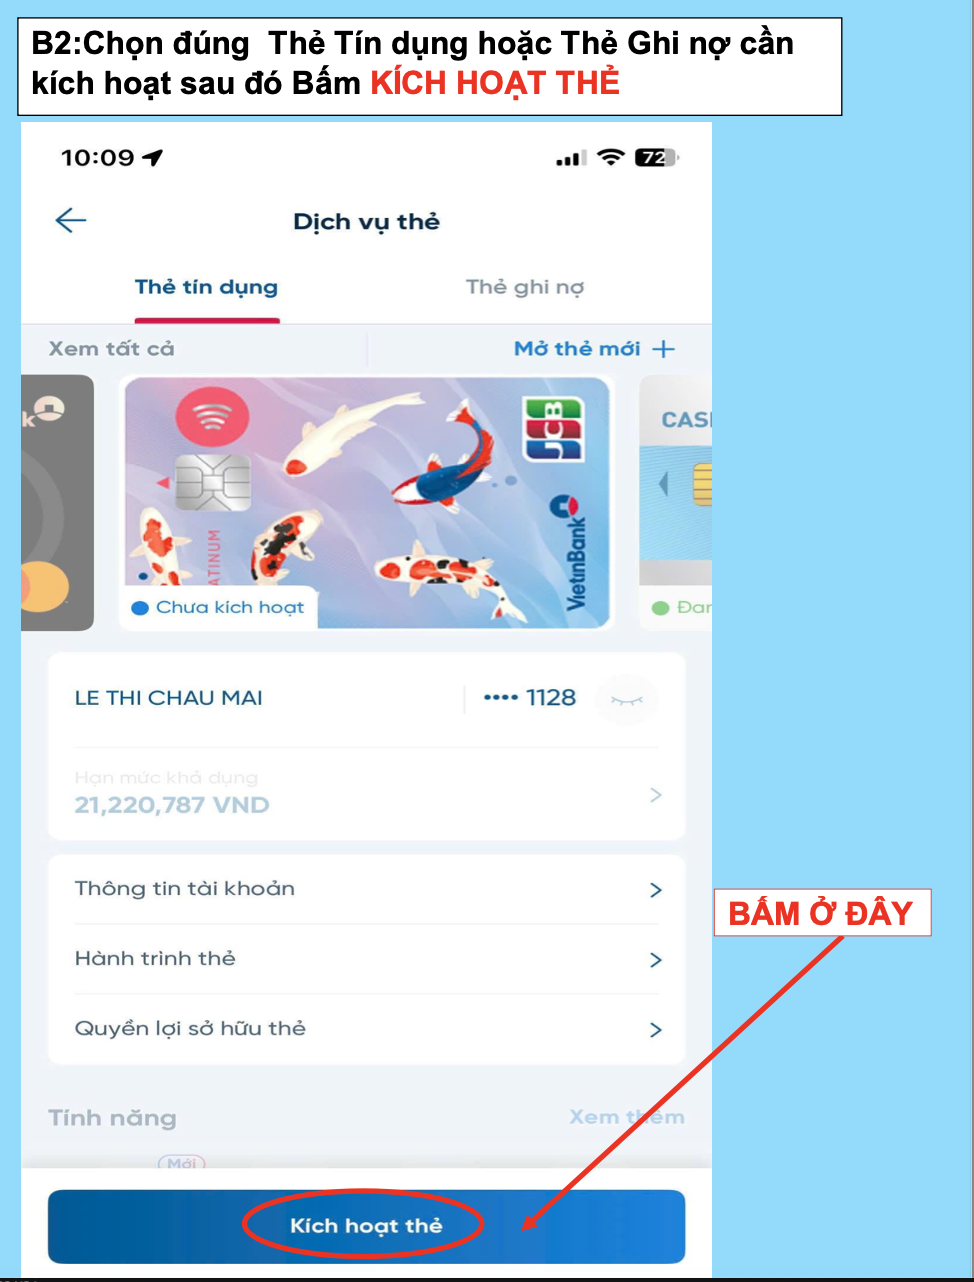 B2:Chọn đúng  Thẻ Tín dụng hoặc Thẻ Ghi nợ cần
kích hoạt sau đó Bấm KÍCH HOẠT THẺ
10:09
72
Dịch vụ thẻ
Thẻ tín dụng
Thẻ ghi nợ
Xem tất cả
Mở thẻ mới +
k
JCB
CASI
ATINUM
VietinBank
Chưa kích hoạt
Đan
LE THI CHAU MAI
•••• 1128
Hạn mức khả dụng
21,220,787 VND
Thông tin tài khoản
BẤM Ở ĐÂY
Hành trình thẻ
Quyền lợi sở hữu thẻ
Tính năng
Xem thêm
Mới
Kích hoạt thẻ